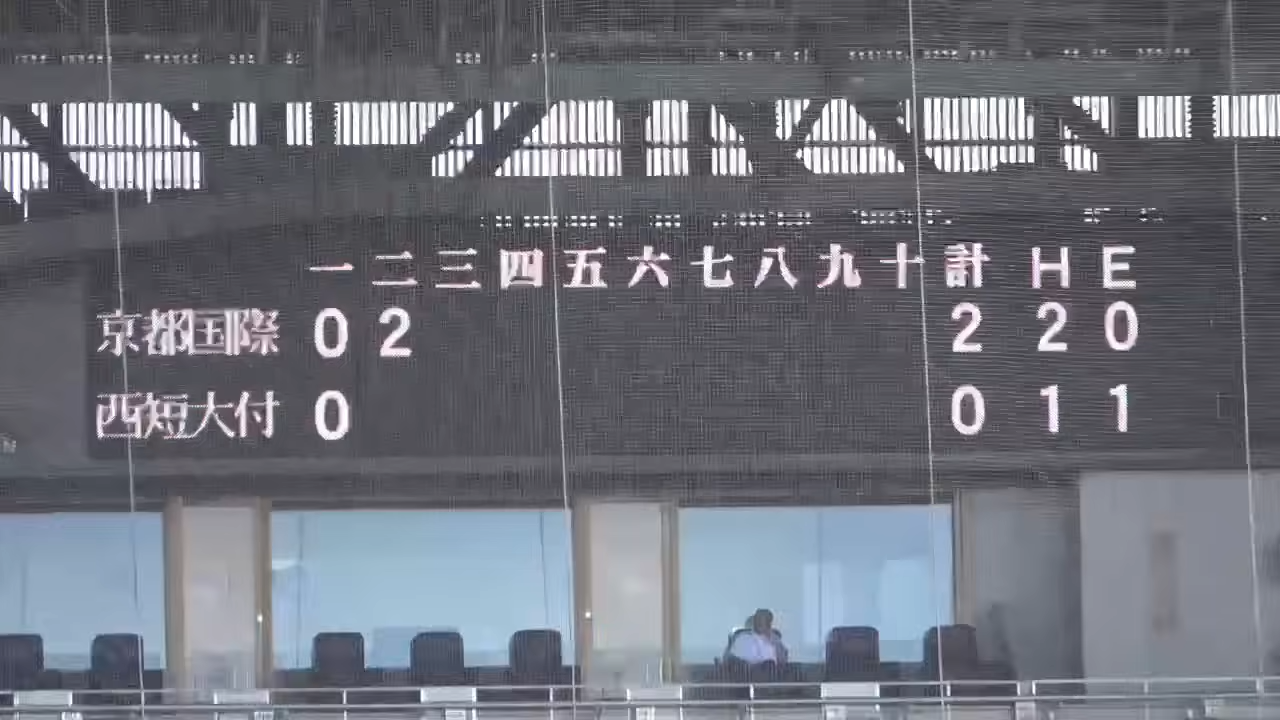 一 二 三 四 五 六 七 八 九 十 計 H E
京都国際 0 2 2 2 0
西短大付 0 0 1 1